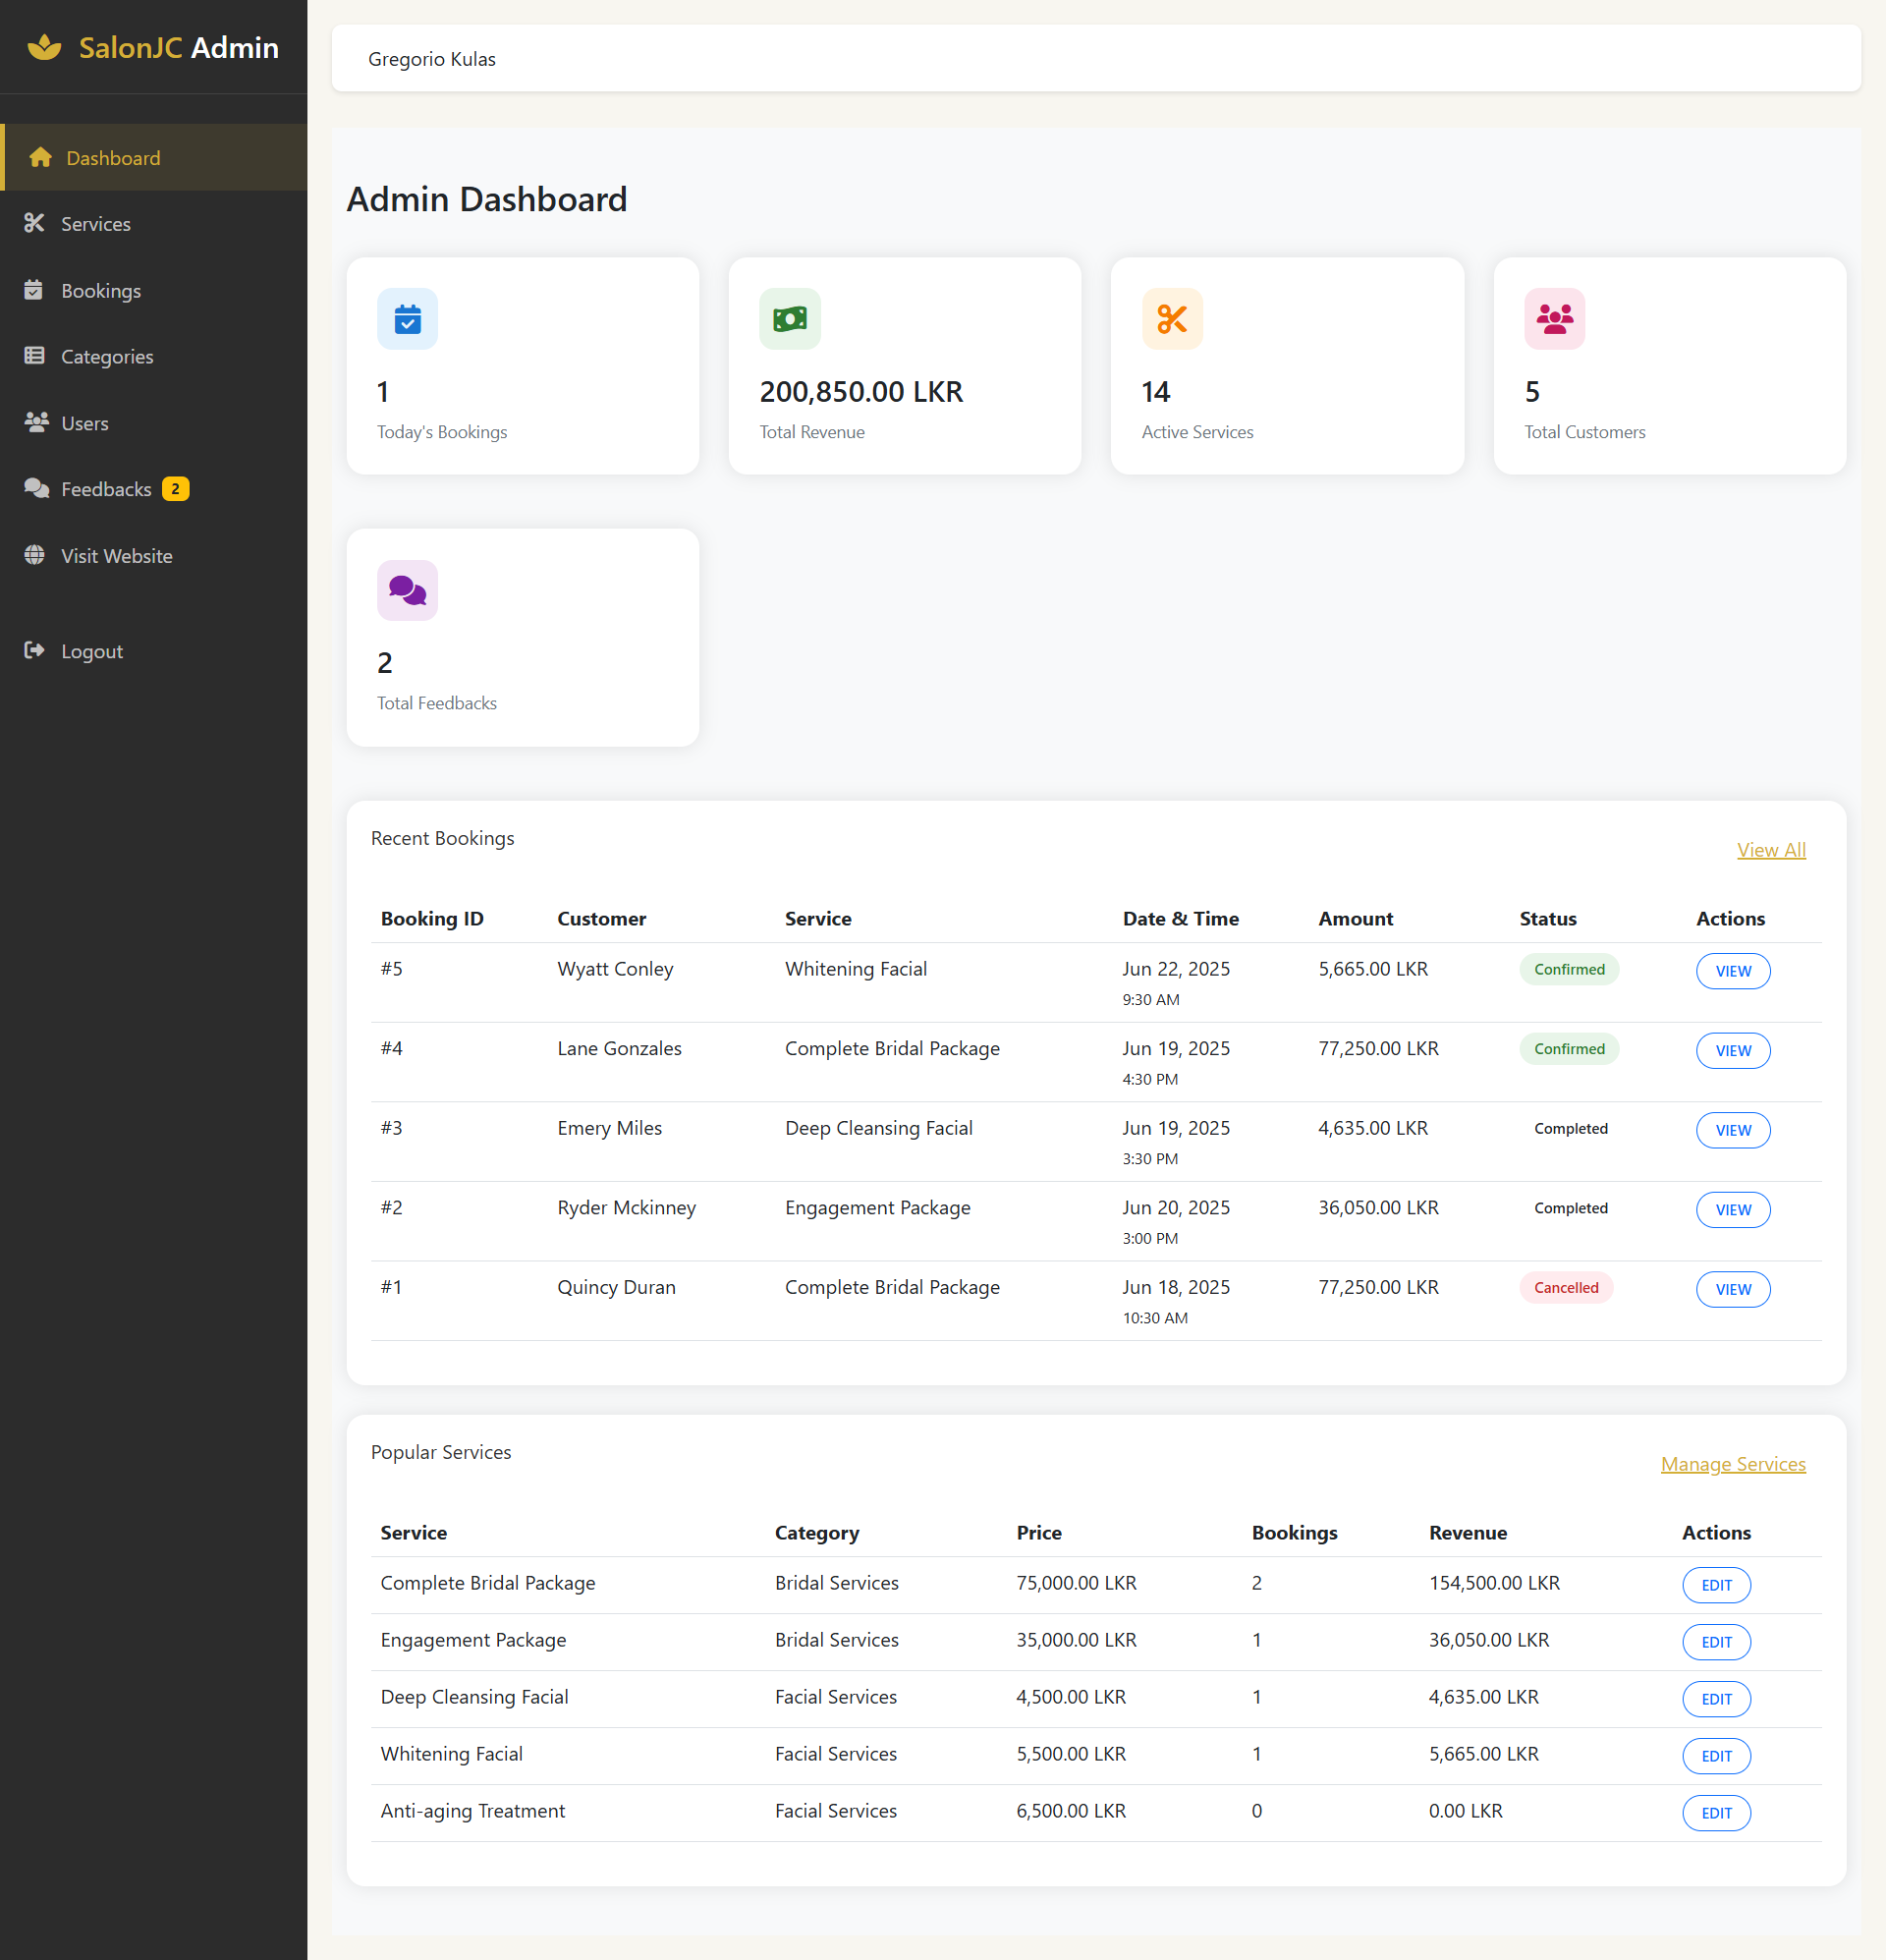 SalonJC Admin
Gregorio Kulas
Dashboard
Services
Bookings
Categories
Users
Feedbacks 2
Visit Website
Logout
Admin Dashboard
1
Today's Bookings
200,850.00 LKR
Total Revenue
14
Active Services
5
Total Customers
2
Total Feedbacks
Recent Bookings
View All
Booking ID Customer Service Date & Time Amount Status Actions
#5 Wyatt Conley Whitening Facial Jun 22, 2025 5,665.00 LKR Confirmed VIEW
9:30 AM
#4 Lane Gonzales Complete Bridal Package Jun 19, 2025 77,250.00 LKR Confirmed VIEW
4:30 PM
#3 Emery Miles Deep Cleansing Facial Jun 19, 2025 4,635.00 LKR Completed VIEW
3:30 PM
#2 Ryder Mckinney Engagement Package Jun 20, 2025 36,050.00 LKR Completed VIEW
3:00 PM
#1 Quincy Duran Complete Bridal Package Jun 18, 2025 77,250.00 LKR Cancelled VIEW
10:30 AM
Popular Services
Manage Services
Service Category Price Bookings Revenue Actions
Complete Bridal Package Bridal Services 75,000.00 LKR 2 154,500.00 LKR EDIT
Engagement Package Bridal Services 35,000.00 LKR 1 36,050.00 LKR EDIT
Deep Cleansing Facial Facial Services 4,500.00 LKR 1 4,635.00 LKR EDIT
Whitening Facial Facial Services 5,500.00 LKR 1 5,665.00 LKR EDIT
Anti-aging Treatment Facial Services 6,500.00 LKR 0 0.00 LKR EDIT